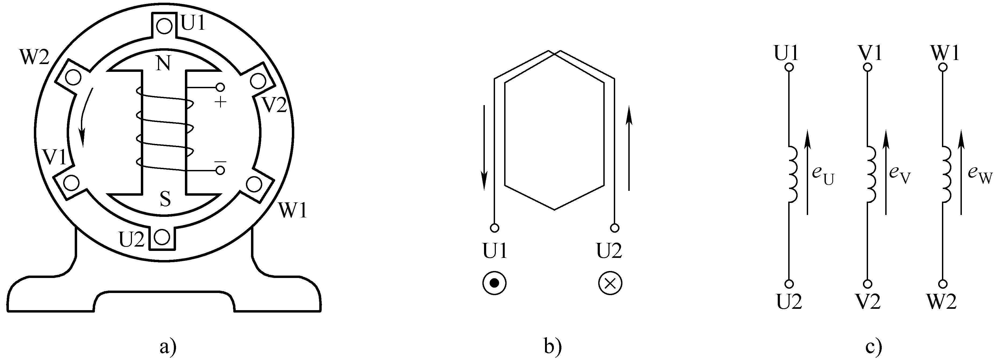 U1
W2
N
V2
+
−
V1
S
W1
U2
a)
U1 U2
b)
U1 V1 W1
eU eV eW
U2 V2 W2
c)